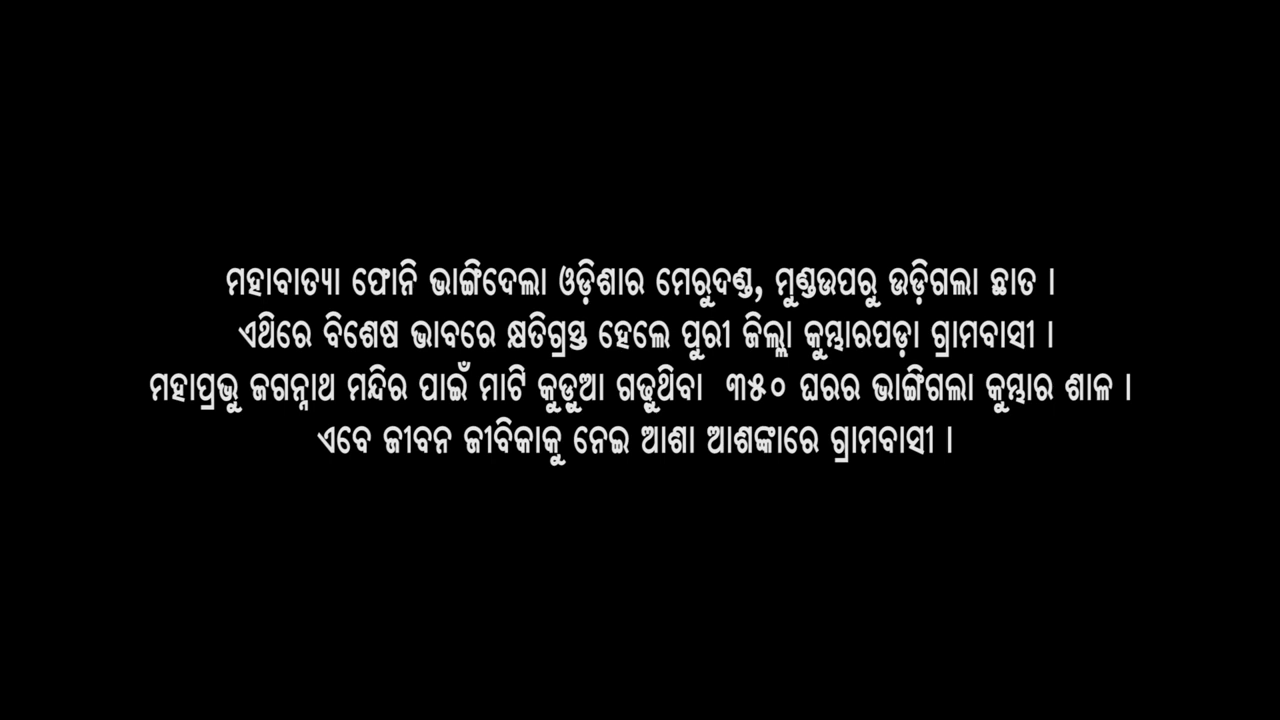 ମହାବାତ୍ୟା ଫୋନି ଭାଙ୍ଗିଦେଲା ଓଡ଼ିଶାର ମେରୁଦଣ୍ଡ, ମୁଣ୍ଡଉପରୁ ଉଡ଼ିଗଲା ଛାତ ।
ଏଥିରେ ବିଶେଷ ଭାବରେ କ୍ଷତିଗ୍ରସ୍ତ ହେଲେ ପୁରୀ ଜିଲ୍ଲା କୁମ୍ଭାରପଡ଼ା ଗ୍ରାମବାସୀ ।
ମହାପ୍ରଭୁ ଜଗନ୍ନାଥ ମନ୍ଦିର ପାଇଁ ମାଟି କୁଡୁଆ ଗଢୁଥିବା ୩୫୦ ଘରର ଭାଙ୍ଗିଗଲା କୁମ୍ଭାର ଶାଳ ।
ଏବେ ଜୀବନ ଜୀବିକାକୁ ନେଇ ଆଶା ଆଶଙ୍କାରେ ଗ୍ରାମବାସୀ ।